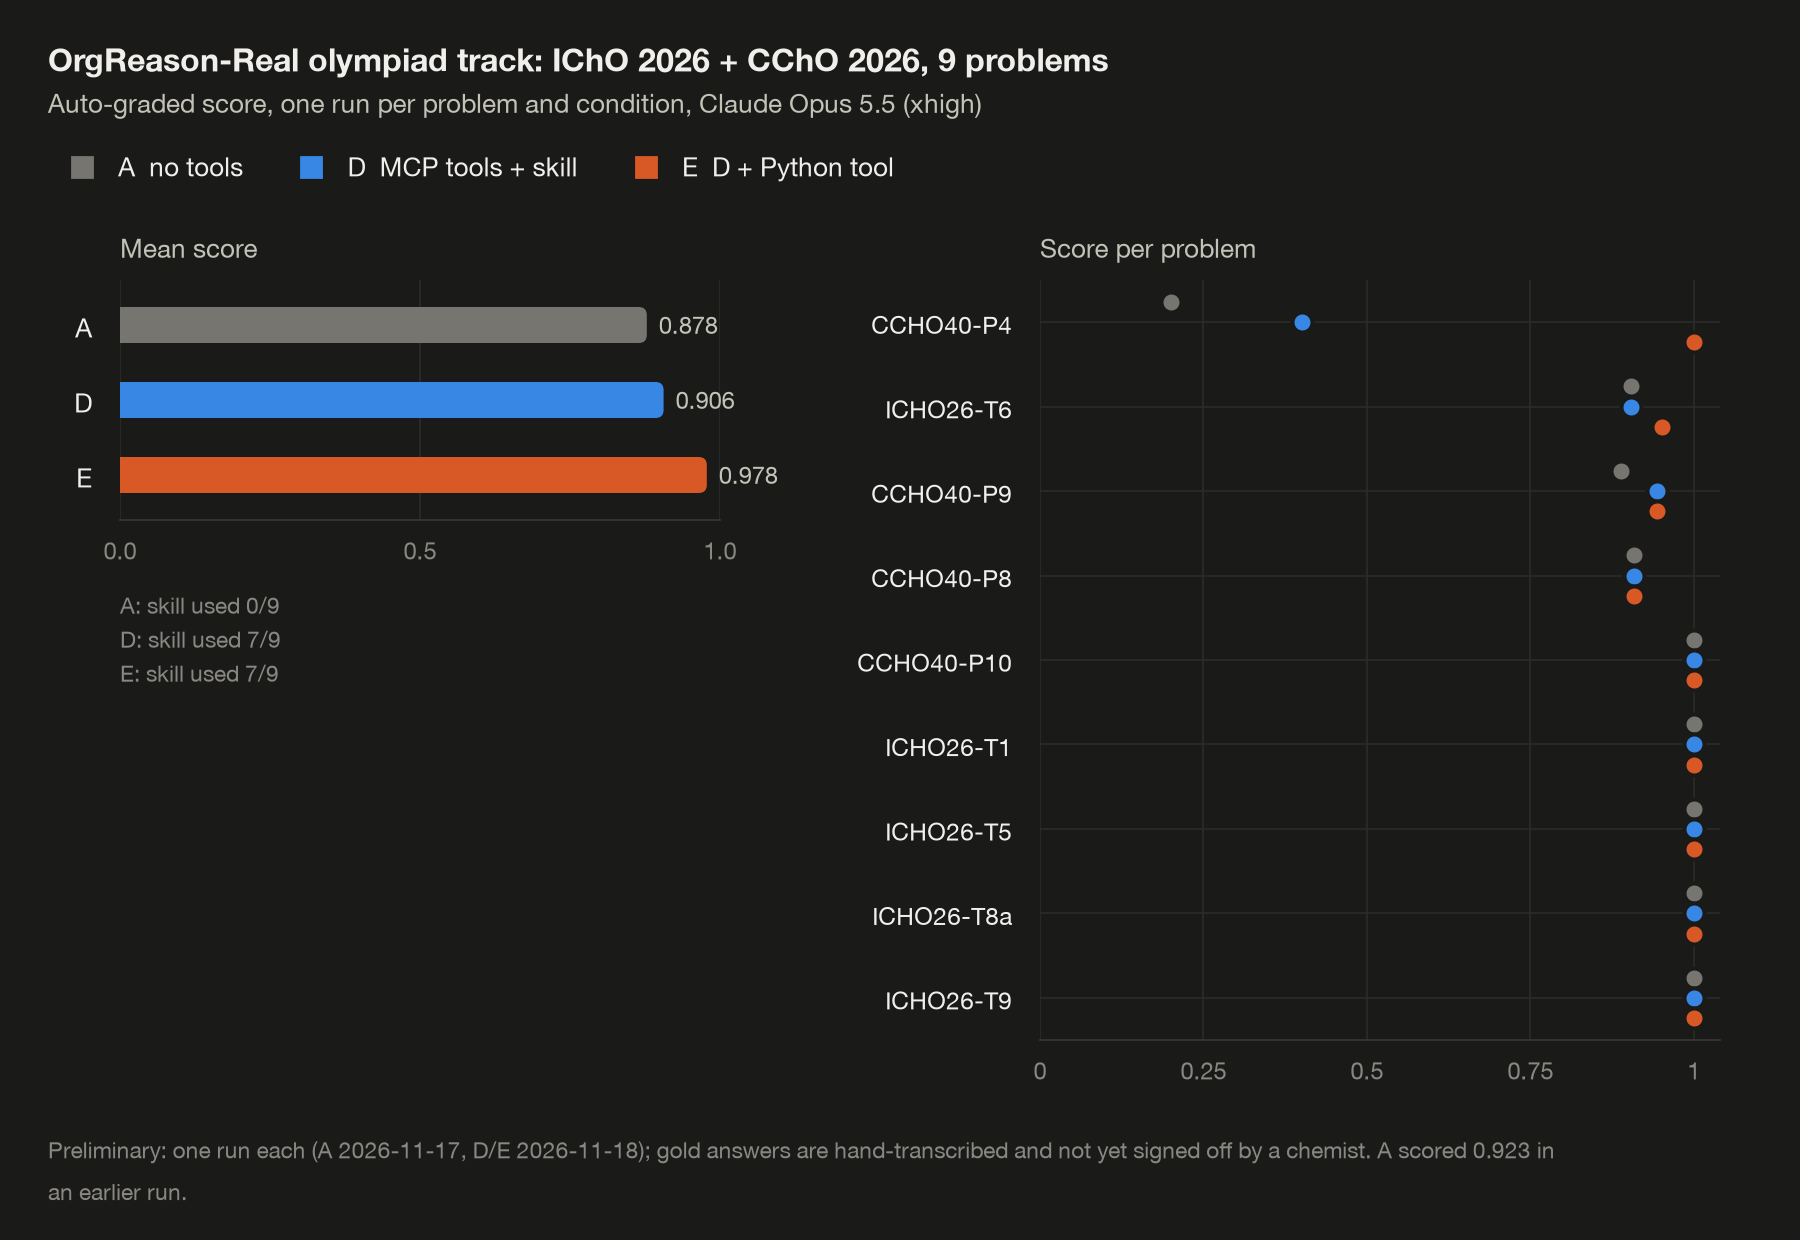 OrgReason-Real olympiad track: IChO 2026 + CChO 2026, 9 problems
Auto-graded score, one run per problem and condition, Claude Opus 5.5 (xhigh)
A no tools
D MCP tools + skill
E D + Python tool
Mean score
A
0.878
D
0.906
E
0.978
0.0
0.5
1.0
A: skill used 0/9
D: skill used 7/9
E: skill used 7/9
Score per problem
CCHO40-P4
ICHO26-T6
CCHO40-P9
CCHO40-P8
CCHO40-P10
ICHO26-T1
ICHO26-T5
ICHO26-T8a
ICHO26-T9
0
0.25
0.5
0.75
1
Preliminary: one run each (A 2026-11-17, D/E 2026-11-18); gold answers are hand-transcribed and not yet signed off by a chemist. A scored 0.923 in
an earlier run.